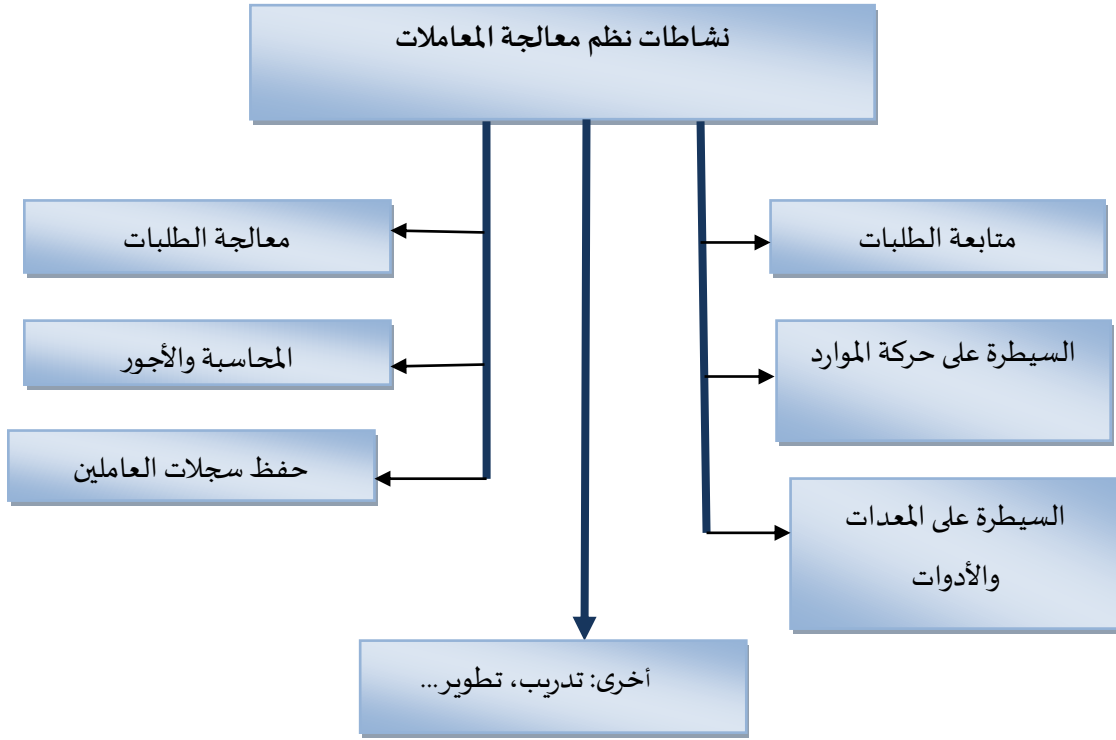 نشاطات نظم معالجة المعاملات
متابعة الطلبات
معالجة الطلبات
السيطرة على حركة الموارد
المحاسبة والأجور
حفظ سجلات العاملين
السيطرة على المعدات
والأدوات
أخرى: تدريب، تطوير...